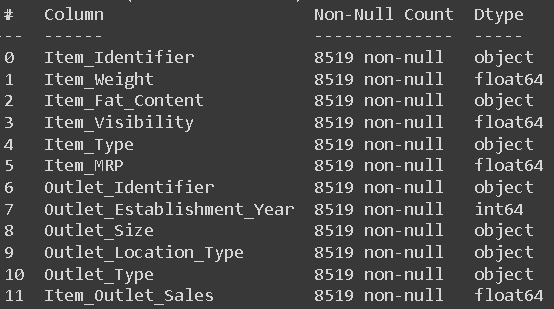 # Column Non-Null Count Dtype
--- ------ -------------- -----
0 Item_Identifier 8519 non-null object
1 Item_Weight 8519 non-null float64
2 Item_Fat_Content 8519 non-null object
3 Item_Visibility 8519 non-null float64
4 Item_Type 8519 non-null object
5 Item_MRP 8519 non-null float64
6 Outlet_Identifier 8519 non-null object
7 Outlet_Establishment_Year 8519 non-null int64
8 Outlet_Size 8519 non-null object
9 Outlet_Location_Type 8519 non-null object
10 Outlet_Type 8519 non-null object
11 Item_Outlet_Sales 8519 non-null float64